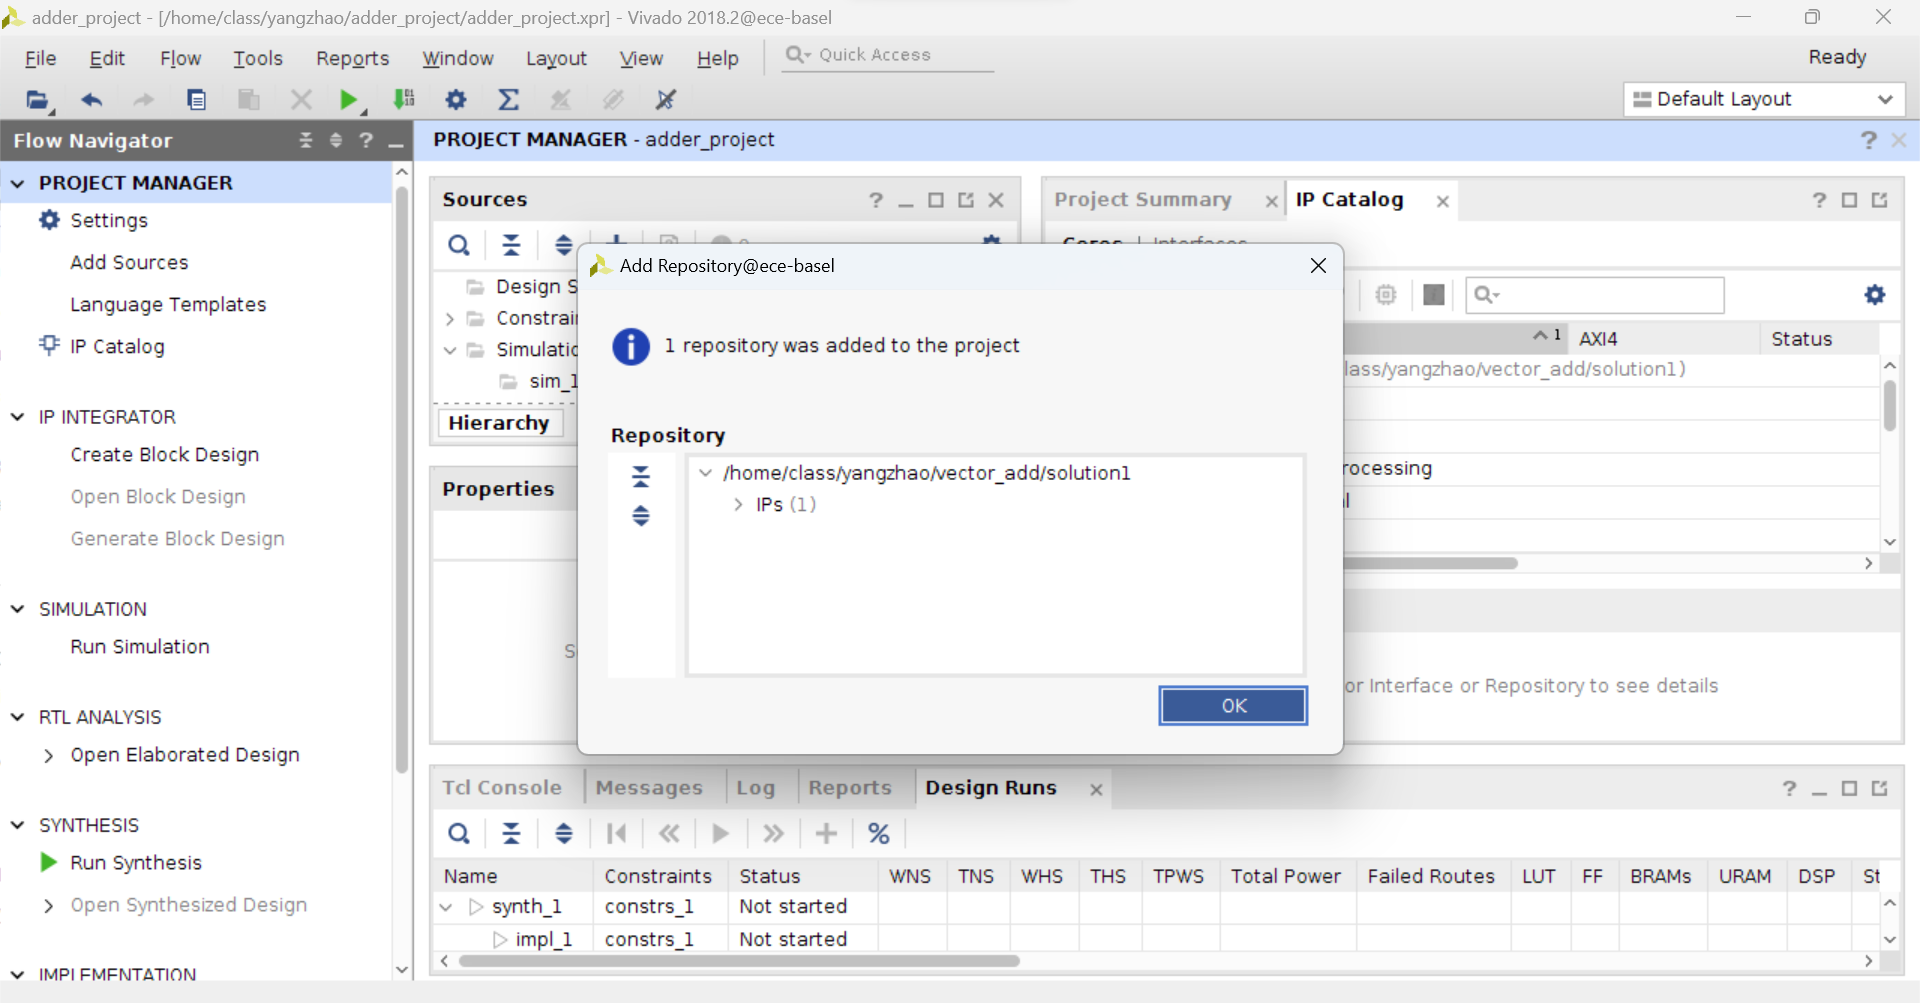 adder_project - [/home/class/yangzhao/adder_project/adder_project.xpr] - Vivado 2018.2@ece-basel
File Edit Flow Tools Reports Window Layout View Help Quick Access Ready
Default Layout
Flow Navigator
PROJECT MANAGER - adder_project
PROJECT MANAGER
Settings
Add Sources
Language Templates
IP Catalog
IP INTEGRATOR
Create Block Design
Open Block Design
Generate Block Design
SIMULATION
Run Simulation
RTL ANALYSIS
Open Elaborated Design
SYNTHESIS
Run Synthesis
Open Synthesized Design
IMPLEMENTATION
Sources
0
Design S
Constrai
Simulatio
sim_1
Hierarchy
Properties
S
Project Summary IP Catalog
Cores | Interfaces
1 AXI4 Status
lass/yangzhao/vector_add/solution1)
rocessing
l
or Interface or Repository to see details
Add Repository@ece-basel
1 repository was added to the project
Repository
/home/class/yangzhao/vector_add/solution1
IPs (1)
OK
Tcl Console Messages Log Reports Design Runs
Name Constraints Status WNS TNS WHS THS TPWS Total Power Failed Routes LUT FF BRAMs URAM DSP St
synth_1 constrs_1 Not started
impl_1 constrs_1 Not started